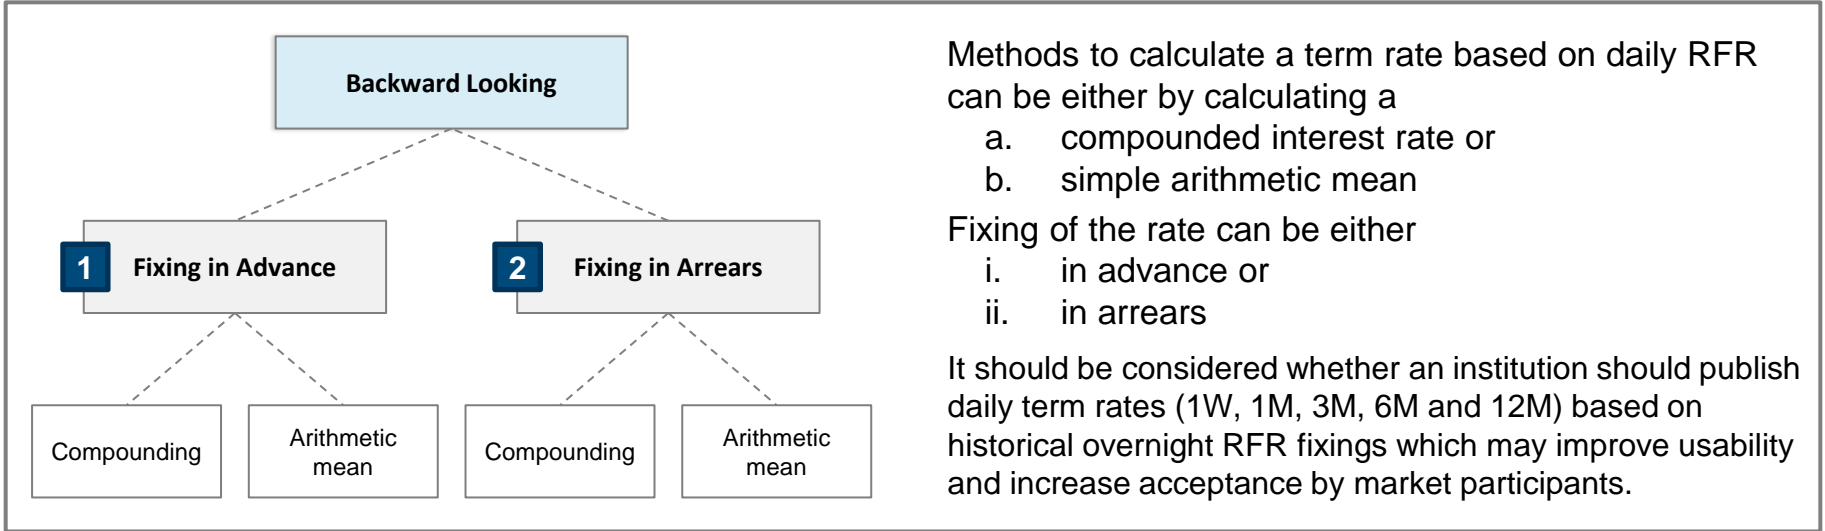 Backward Looking
1 Fixing in Advance
2 Fixing in Arrears
Compounding
Arithmetic
mean
Compounding
Arithmetic
mean
Methods to calculate a term rate based on daily RFR
can be either by calculating a
a. compounded interest rate or
b. simple arithmetic mean
Fixing of the rate can be either
i. in advance or
ii. in arrears
It should be considered whether an institution should publish
daily term rates (1W, 1M, 3M, 6M and 12M) based on
historical overnight RFR fixings which may improve usability
and increase acceptance by market participants.